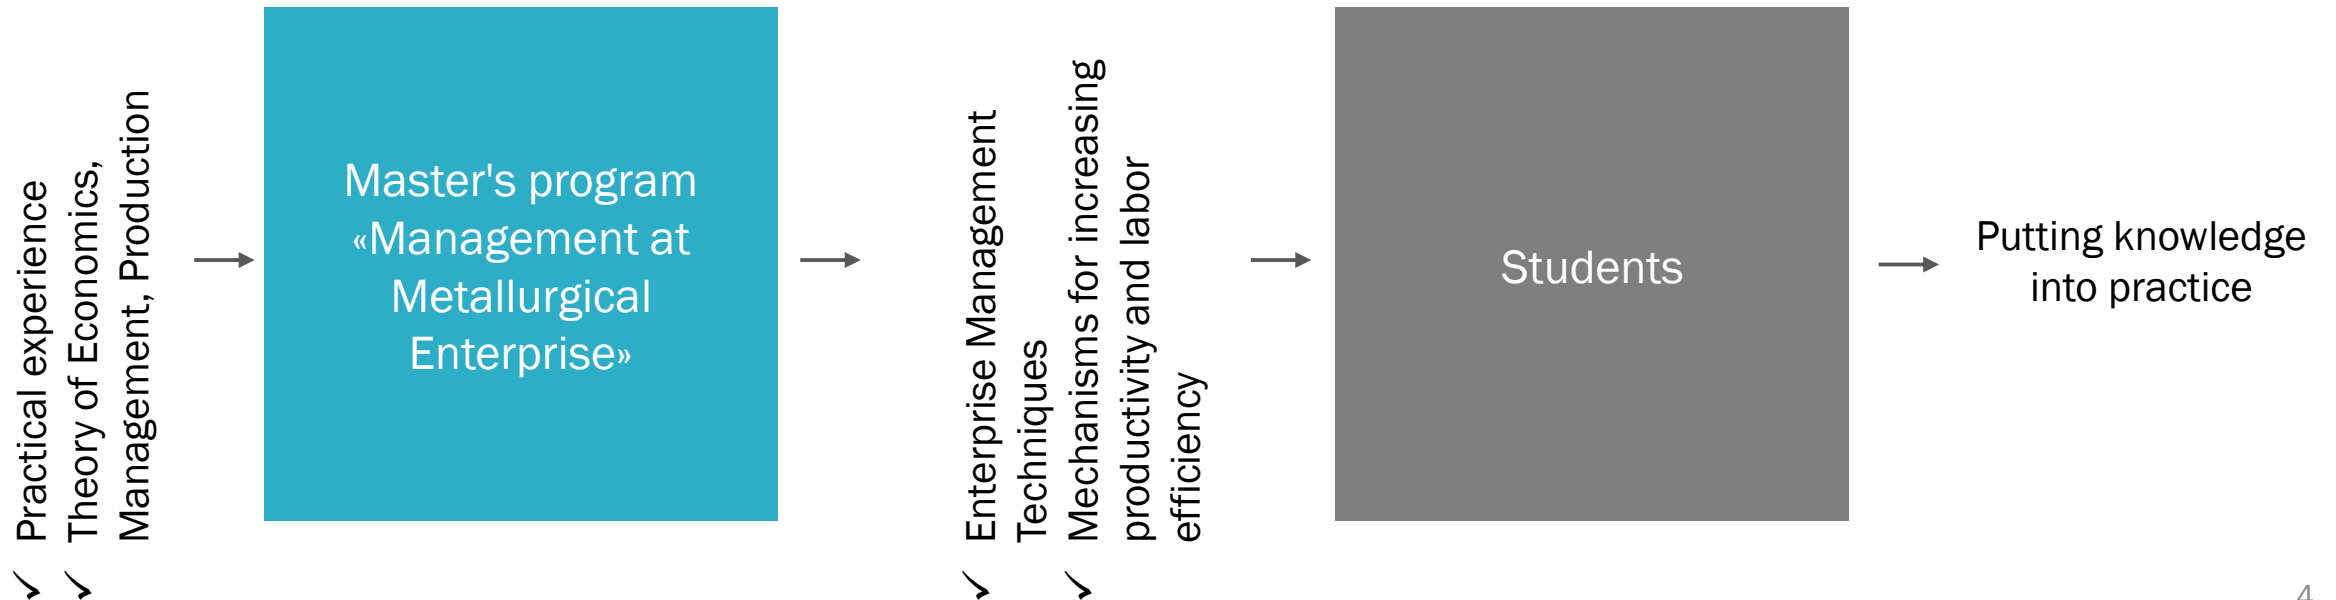 ✓ Practical experience
✓ Theory of Economics,
Management, Production
Master's program
«Management at
Metallurgical
Enterprise»
✓ Enterprise Management
Techniques
✓ Mechanisms for increasing
productivity and labor
efficiency
Students
Putting knowledge
into practice
4